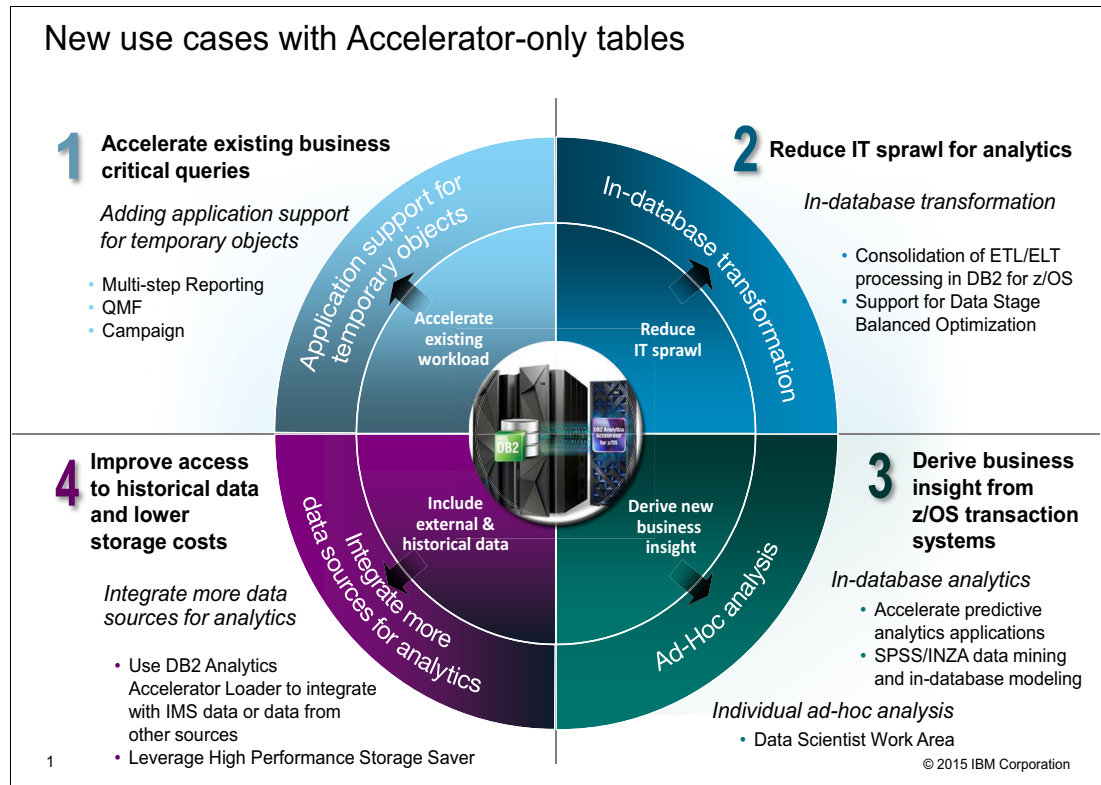 New use cases with Accelerator-only tables
1
Accelerate existing business
critical queries
Adding application support
for temporary objects
• Multi-step Reporting
• QMF
• Campaign
2
Reduce IT sprawl for analytics
In-database transformation
• Consolidation of ETL/ELT
processing in DB2 for z/OS
• Support for Data Stage
Balanced Optimization
Application support for
temporary objects
In-database transformation
Accelerate
existing
workload
Reduce
IT sprawl
DB2
DB2 Analytics
Accelerator
for z/OS
Include
external &
historical data
Derive new
business
insight
Integrate more
data sources for analytics
Ad-Hoc analysis
4
Improve access
to historical data
and lower
storage costs
Integrate more data
sources for analytics
• Use DB2 Analytics
Accelerator Loader to integrate
with IMS data or data from
other sources
• Leverage High Performance Storage Saver
3
Derive business
insight from
z/OS transaction
systems
In-database analytics
• Accelerate predictive
analytics applications
• SPSS/INZA data mining
and in-database modeling
Individual ad-hoc analysis
• Data Scientist Work Area
1
© 2015 IBM Corporation